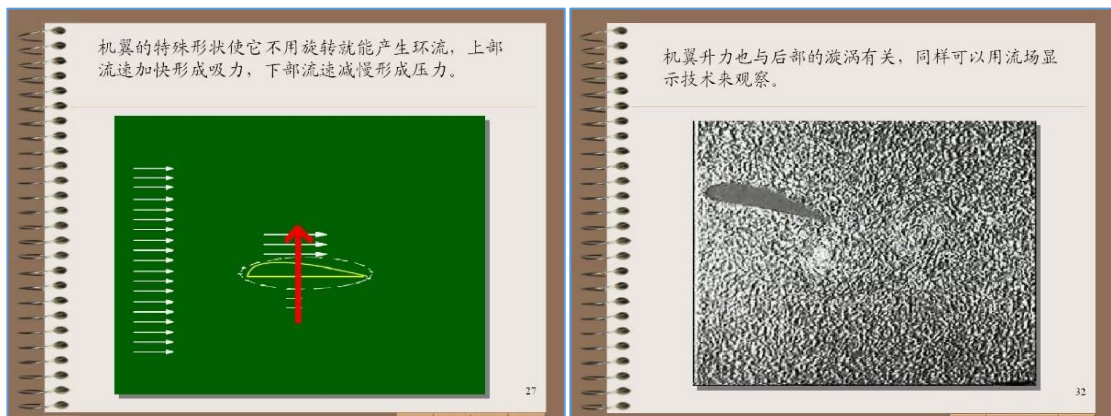 机翼的特殊形状使它不用旋转就能产生环流，上部
流速加快形成吸力，下部流速减慢形成压力。
27
机翼升力也与后部的漩涡有关，同样可以用流场显
示技术来观察。
32